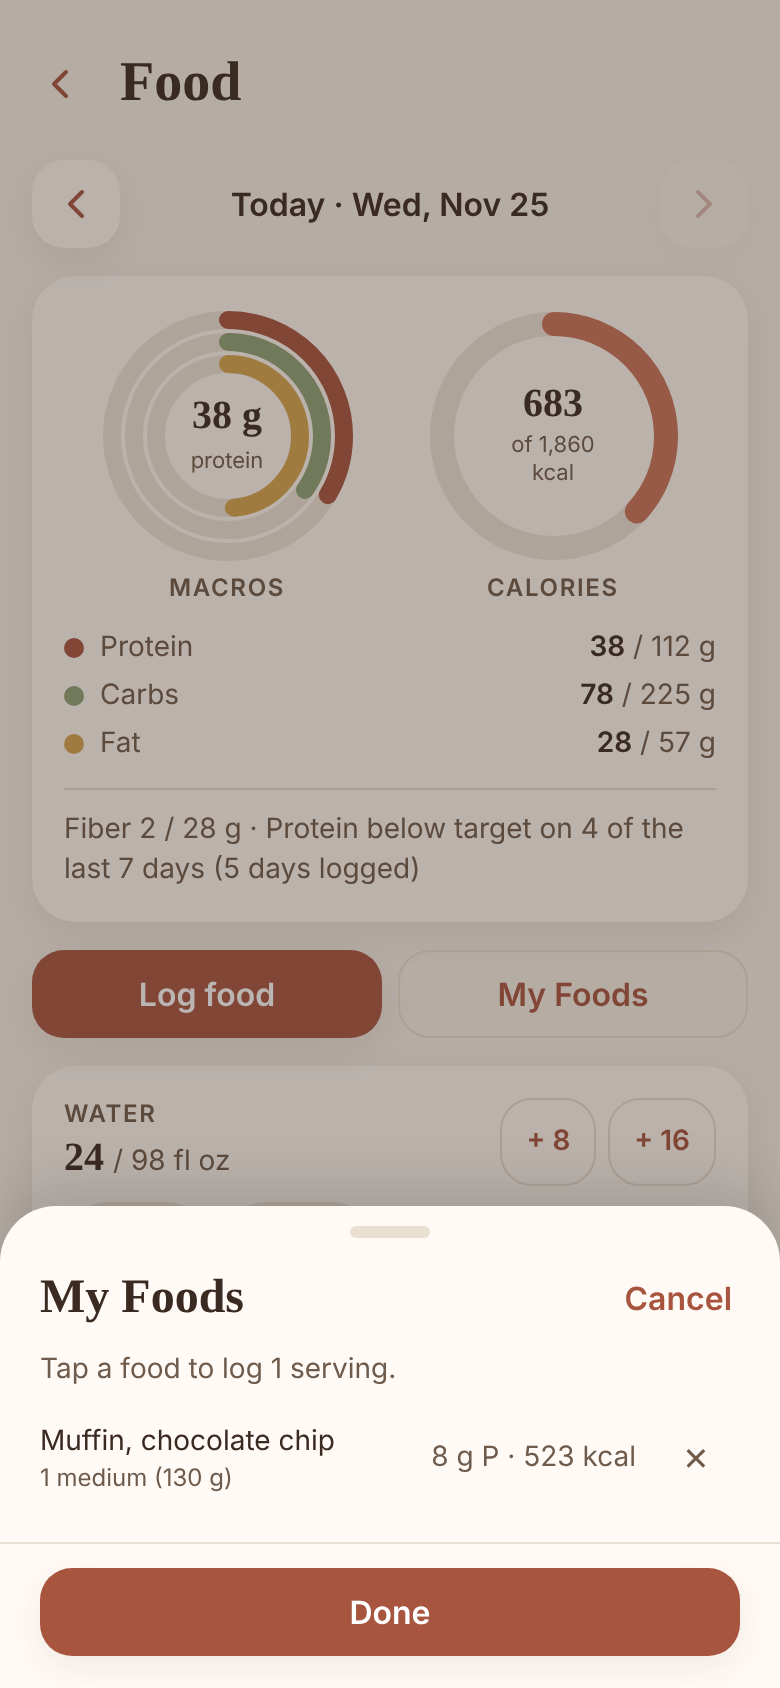 Food
Today · Wed, Nov 25
38 g
protein
683
of 1,860
kcal
MACROS
CALORIES
Protein 38 / 112 g
Carbs 78 / 225 g
Fat 28 / 57 g
Fiber 2 / 28 g · Protein below target on 4 of the
last 7 days (5 days logged)
Log food
My Foods
WATER
24 / 98 fl oz
+ 8
+ 16
My Foods
Cancel
Tap a food to log 1 serving.
Muffin, chocolate chip
1 medium (130 g)
8 g P · 523 kcal
Done